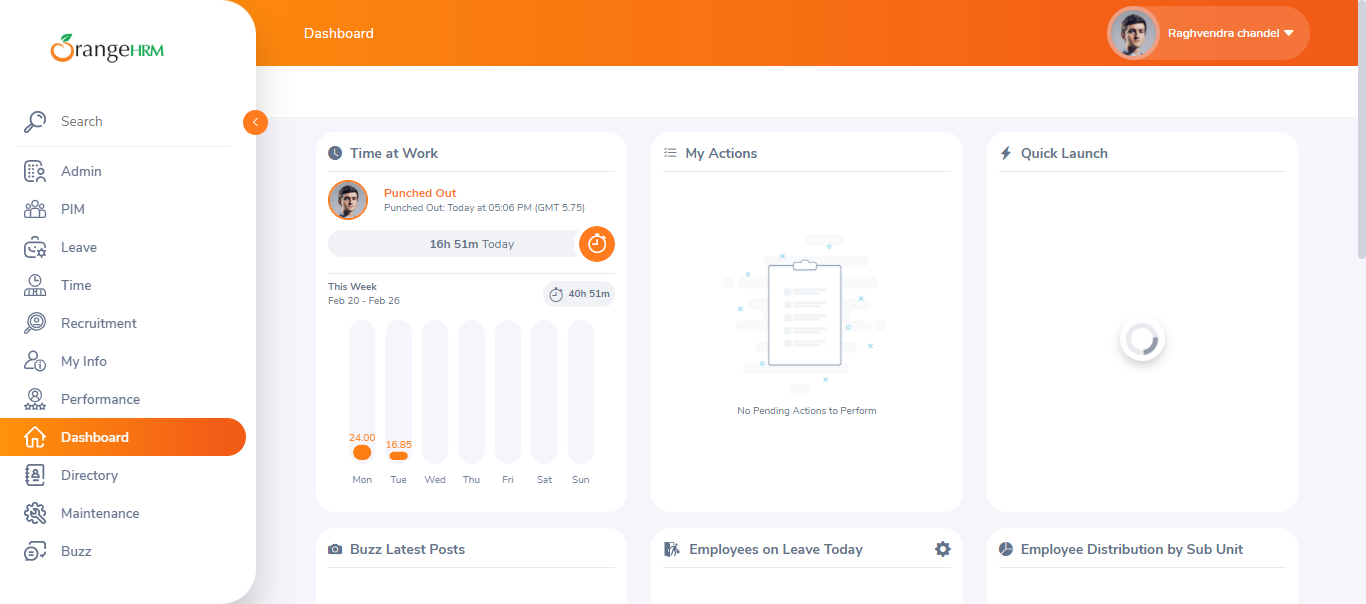 OrangeHRM
Dashboard
Raghvendra chandel
Search
Admin
PIM
Leave
Time
Recruitment
My Info
Performance
Dashboard
Directory
Maintenance
Buzz
Time at Work
Punched Out
Punched Out: Today at 05:06 PM (GMT 5.75)
16h 51m Today
This Week
Feb 20 - Feb 26
40h 51m
24.00
16.85
Mon Tue Wed Thu Fri Sat Sun
My Actions
No Pending Actions to Perform
Quick Launch
Buzz Latest Posts
Employees on Leave Today
Employee Distribution by Sub Unit